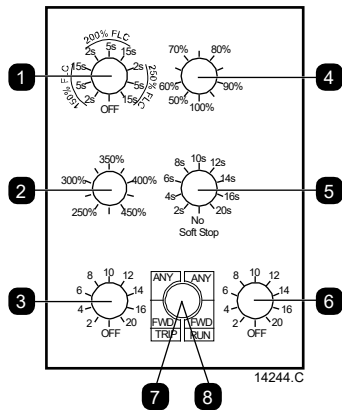 200% FLC
2s 5s 15s
150% FLC 15s 5s 2s
2s 5s 15s 250% FLC
OFF
70% 80%
60% 90%
50% 100%
350%
300% 400%
250% 450%
10s
8s 12s
6s 14s
4s 16s
2s 20s
No
Soft Stop
10
8 12
6 14
4 16
2 20
OFF
ANY ANY
FWD FWD
TRIP RUN
10
8 12
6 14
4 16
2 20
OFF
14244.C
1
2
3
4
5
6
7
8